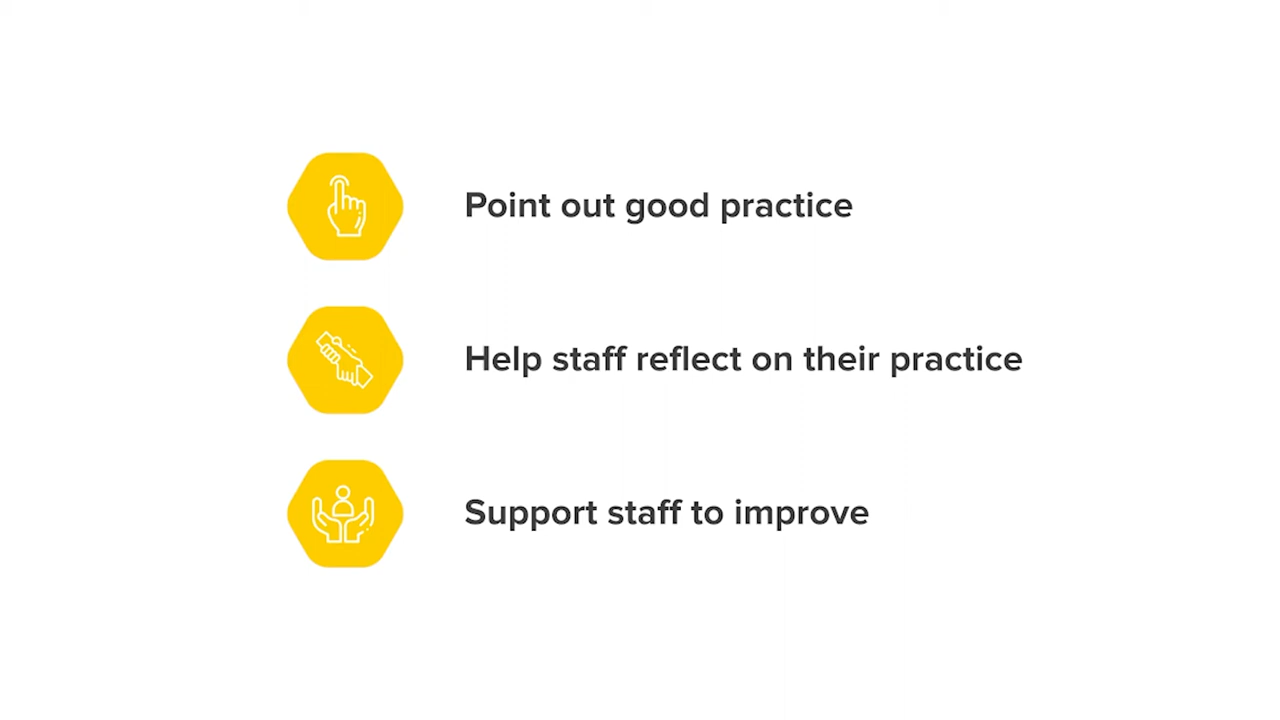 Point out good practice
Help staff reflect on their practice
Support staff to improve